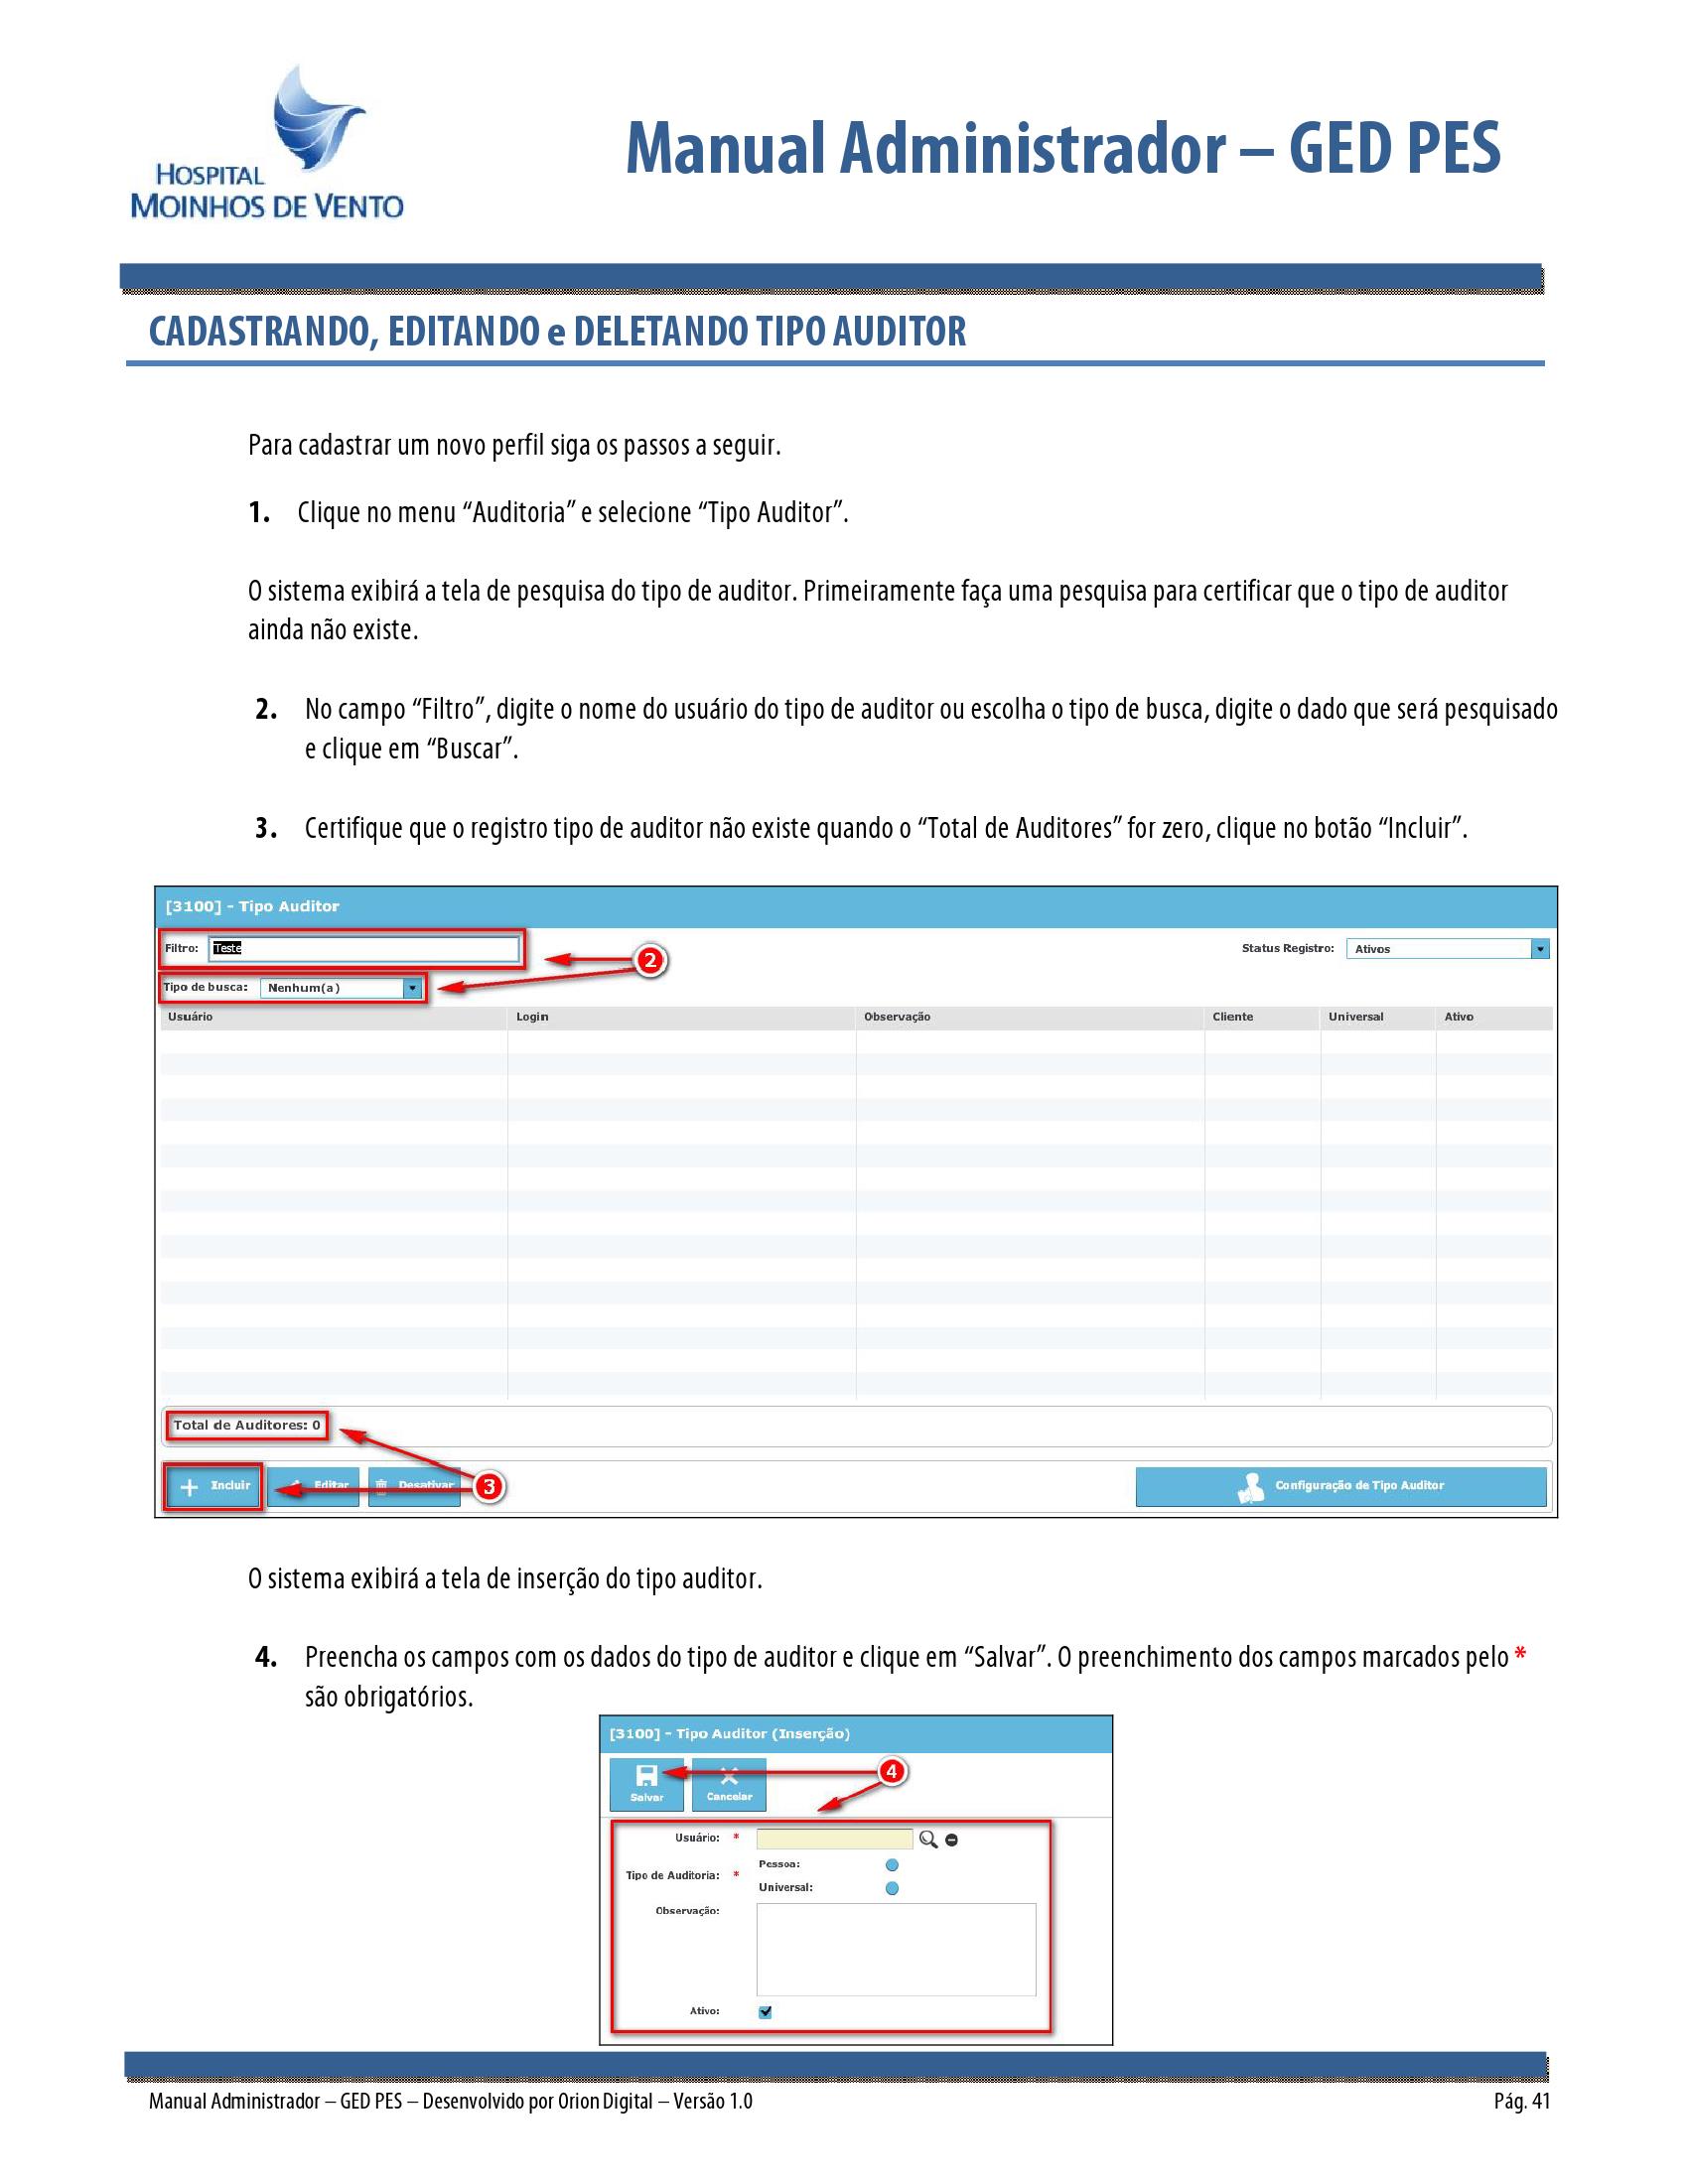 HOSPITAL
MOINHOS DE VENTO
Manual Administrador – GED PES
CADASTRANDO, EDITANDO e DELETANDO TIPO AUDITOR
Para cadastrar um novo perfil siga os passos a seguir.
1. Clique no menu “Auditoria” e selecione “Tipo Auditor”.
O sistema exibirá a tela de pesquisa do tipo de auditor. Primeiramente faça uma pesquisa para certificar que o tipo de auditor
ainda não existe.
2. No campo “Filtro”, digite o nome do usuário do tipo de auditor ou escolha o tipo de busca, digite o dado que será pesquisado
e clique em “Buscar”.
3. Certifique que o registro tipo de auditor não existe quando o “Total de Auditores” for zero, clique no botão “Incluir”.
[3100] - Tipo Auditor
Filtro: Teste 2 Status Registro: Ativos
Tipo de busca: Nenhum(a)
Usuário Login Observação Cliente Universal Ativo
Total de Auditores: 0
Incluir Editar Desativar 3 Configuração de Tipo Auditor
O sistema exibirá a tela de inserção do tipo auditor.
4. Preencha os campos com os dados do tipo de auditor e clique em “Salvar”. O preenchimento dos campos marcados pelo *
são obrigatórios.
[3100] - Tipo Auditor (Inserção)
4
Salvar Cancelar
Usuário: *
Pessoa:
Tipo de Auditoria: *
Universal:
Observação:
Ativo:
Manual Administrador – GED PES – Desenvolvido por Orion Digital – Versão 1.0 Pág. 41